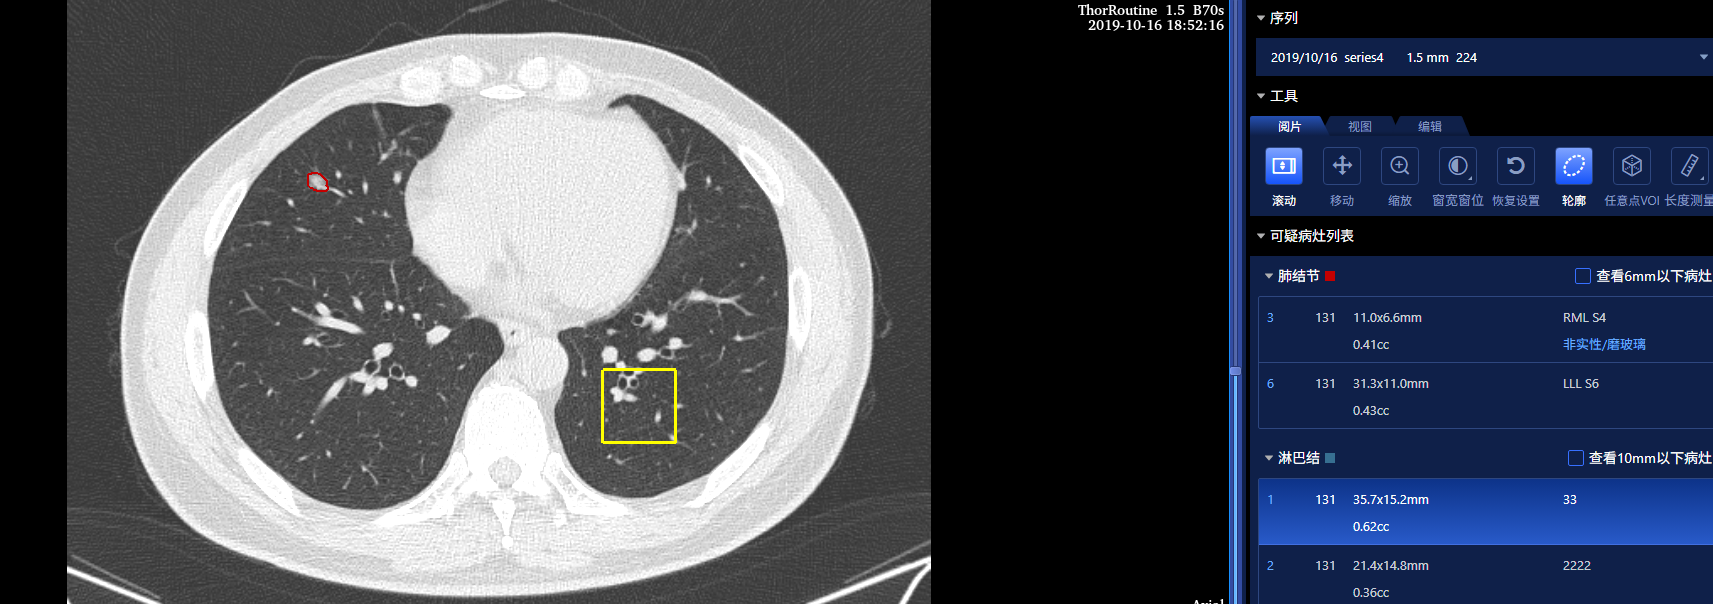 ThorRoutine 1.5 B70s
2019-10-16 18:52:16
序列
2019/10/16 series4 1.5 mm 224
工具
阅片 视图 编辑
滚动 移动 缩放 窗宽窗位 恢复设置 轮廓 任意点VOI 长度测量
可疑病灶列表
肺结节 查看6mm以下病灶
3 131 11.0x6.6mm RML S4
0.41cc 非实性/磨玻璃
6 131 31.3x11.0mm LLL S6
0.43cc
淋巴结 查看10mm以下病灶
1 131 35.7x15.2mm 33
0.62cc
2 131 21.4x14.8mm 2222
0.36cc
Axial